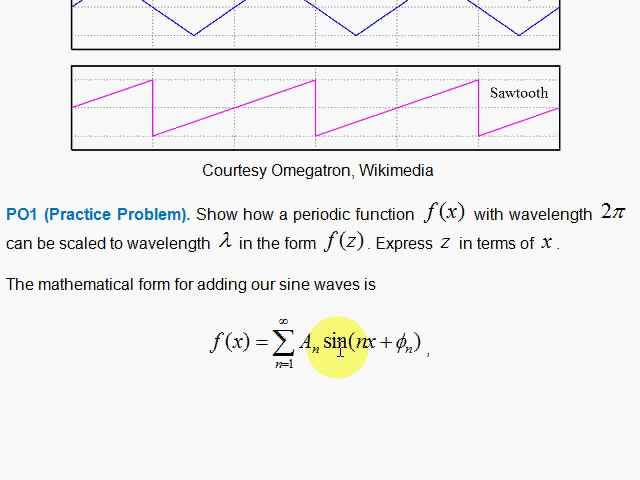 Sawtooth
Courtesy Omegatron, Wikimedia
PO1 (Practice Problem). Show how a periodic function f(x) with wavelength 2π
can be scaled to wavelength λ in the form f(z). Express z in terms of x.
The mathematical form for adding our sine waves is
f(x) = ∑_{n=1}^{∞} A_n sin(nx + ϕ_n) ,